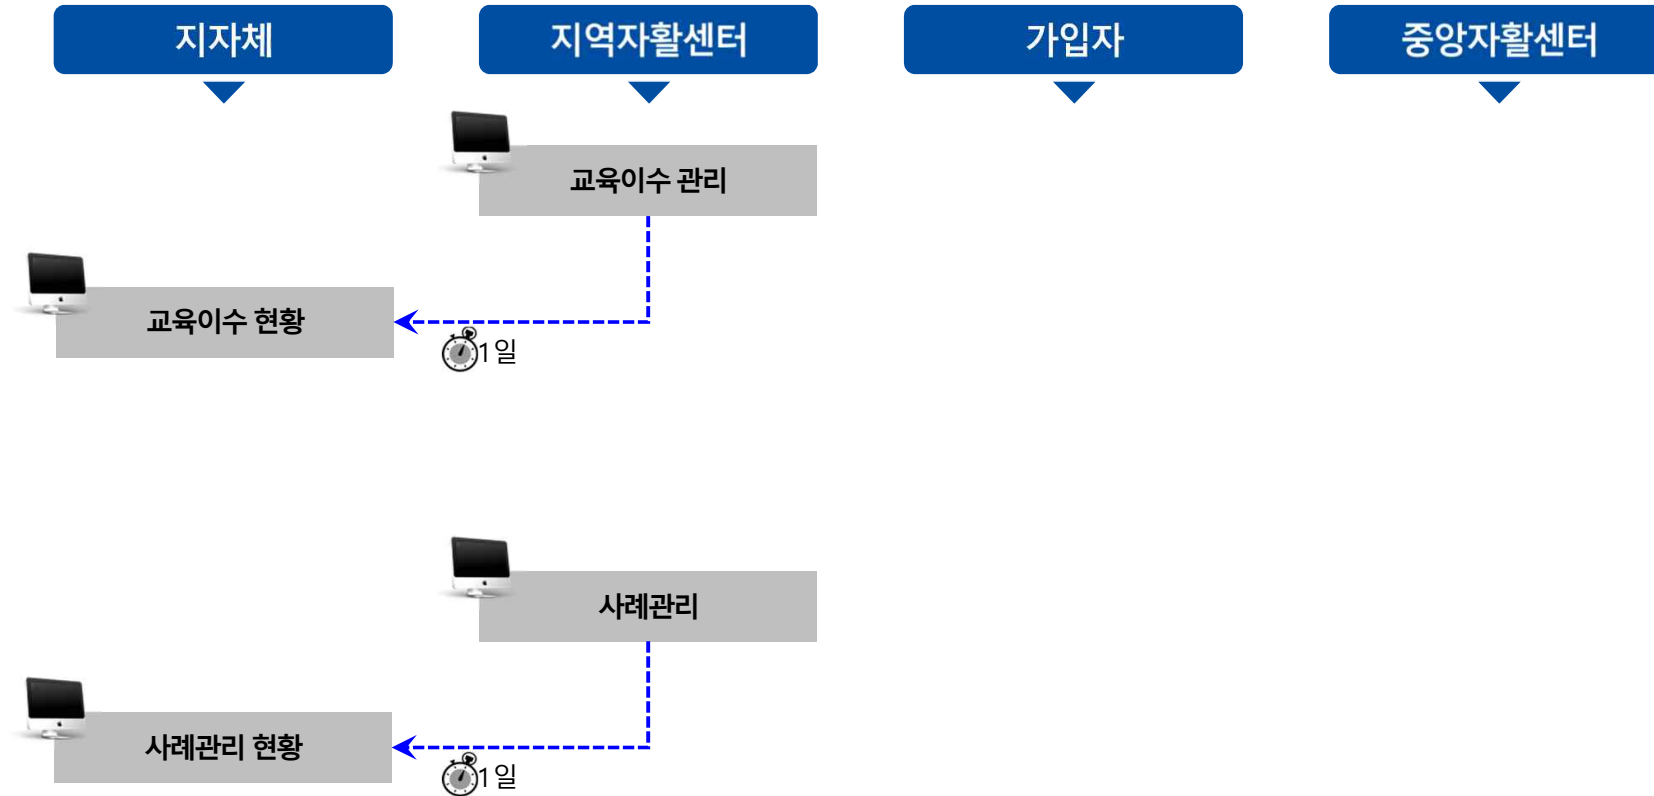 지자체
지역자활센터
가입자
중앙자활센터
교육이수 관리
교육이수 현황
1일
사례관리
사례관리 현황
1일